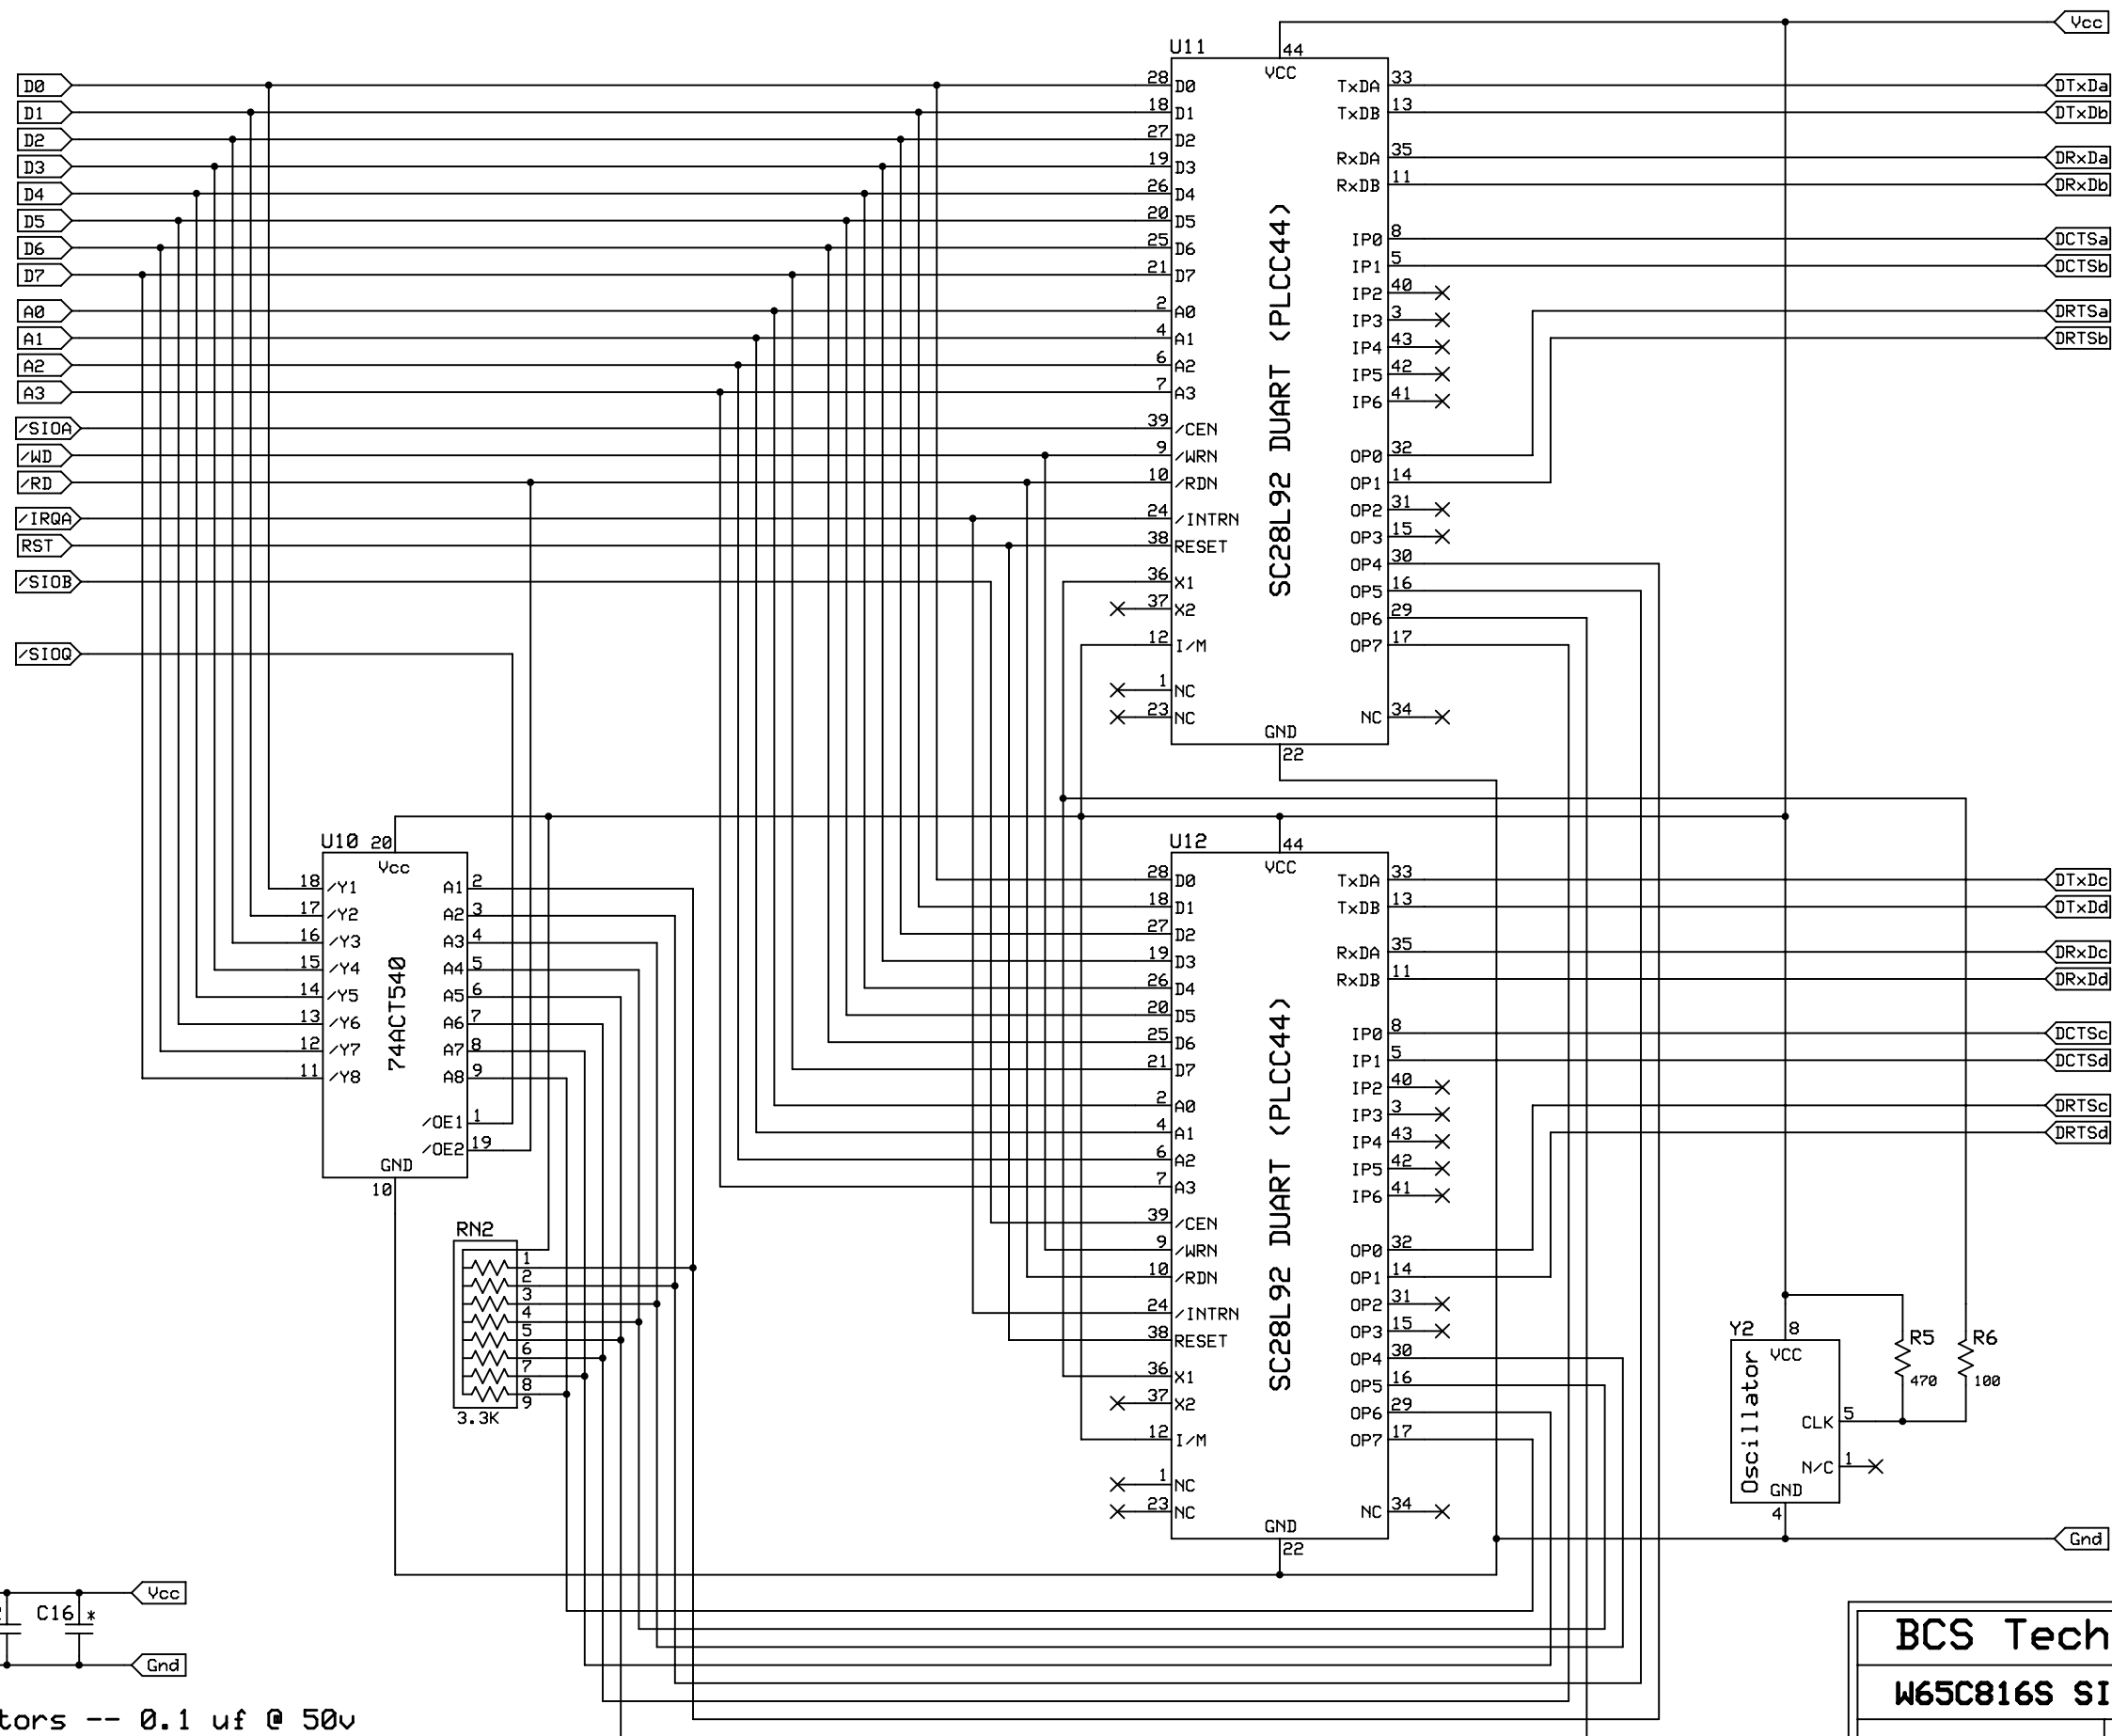 Vcc
U11
44
VCC
D0
28 D0
TxDA 33
DTxDa
D1
18 D1
TxDB 13
DTxDb
D2
27 D2
D3
19 D3
RxDA 35
DRxDa
D4
26 D4
RxDB 11
DRxDb
D5
20 D5
D6
25 D6
IP0 8
DCTSa
D7
21 D7
IP1 5
DCTSb
IP2 40
A0
2 A0
IP3 3
DRTSa
A1
4 A1
IP4 43
DRTSb
A2
6 A2
IP5 42
A3
7 A3
IP6 41
/SIOA
39 /CEN
/WD
9 /WRN
OP0 32
/RD
10 /RDN
OP1 14
OP2 31
/IRQA
24 /INTRN
OP3 15
RST
38 RESET
OP4 30
/SIOB
36 X1
OP5 16
37 X2
OP6 29
/SIOQ
12 I/M
OP7 17
1 NC
23 NC
NC 34
GND
22
SC28L92 DUART (PLCC44)
U10
20
Vcc
18 /Y1
A1 2
17 /Y2
A2 3
16 /Y3
A3 4
15 /Y4
A4 5
14 /Y5
A5 6
13 /Y6
A6 7
12 /Y7
A7 8
11 /Y8
A8 9
/OE1 1
/OE2 19
GND
10
74ACT540
RN2
1
2
3
4
5
6
7
8
9
3.3K
U12
44
VCC
28 D0
TxDA 33
DTxDc
18 D1
TxDB 13
DTxDd
27 D2
19 D3
RxDA 35
DRxDc
26 D4
RxDB 11
DRxDd
20 D5
25 D6
IP0 8
DCTSc
21 D7
IP1 5
DCTSd
IP2 40
2 A0
IP3 3
DRTSc
4 A1
IP4 43
DRTSd
6 A2
IP5 42
7 A3
IP6 41
39 /CEN
9 /WRN
OP0 32
10 /RDN
OP1 14
24 /INTRN
OP2 31
38 RESET
OP3 15
OP4 30
36 X1
OP5 16
37 X2
OP6 29
12 I/M
OP7 17
1 NC
23 NC
NC 34
GND
22
SC28L92 DUART (PLCC44)
Y2
8
VCC
R5
470
R6
100
CLK 5
N/C 1
GND
4
Oscillator
Gnd
Vcc
C16 *
Gnd
tors -- 0.1 uf @ 50v
BCS Tech
W65C816S SI